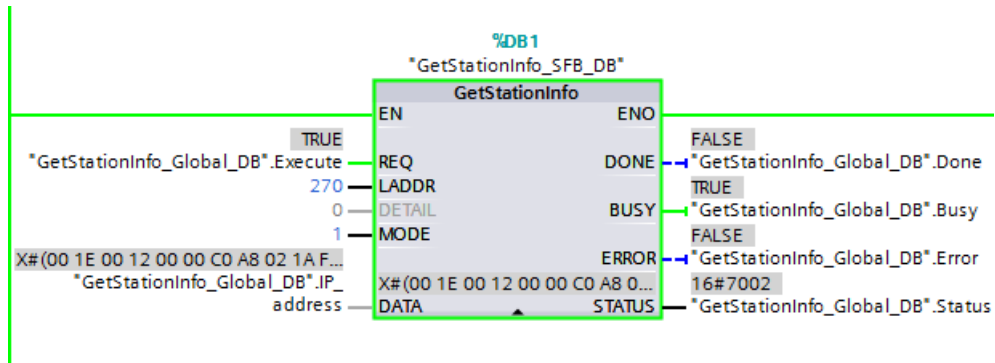 %DB1
"GetStationInfo_SFB_DB"
GetStationInfo
EN ENO
TRUE FALSE
"GetStationInfo_Global_DB".Execute REQ DONE "GetStationInfo_Global_DB".Done
270 LADDR TRUE
0 DETAIL BUSY "GetStationInfo_Global_DB".Busy
1 MODE FALSE
X#(00 1E 00 12 00 00 C0 A8 02 1A F... ERROR "GetStationInfo_Global_DB".Error
"GetStationInfo_Global_DB".IP_ X#(00 1E 00 12 00 00 C0 A8 0... 16#7002
address DATA STATUS "GetStationInfo_Global_DB".Status